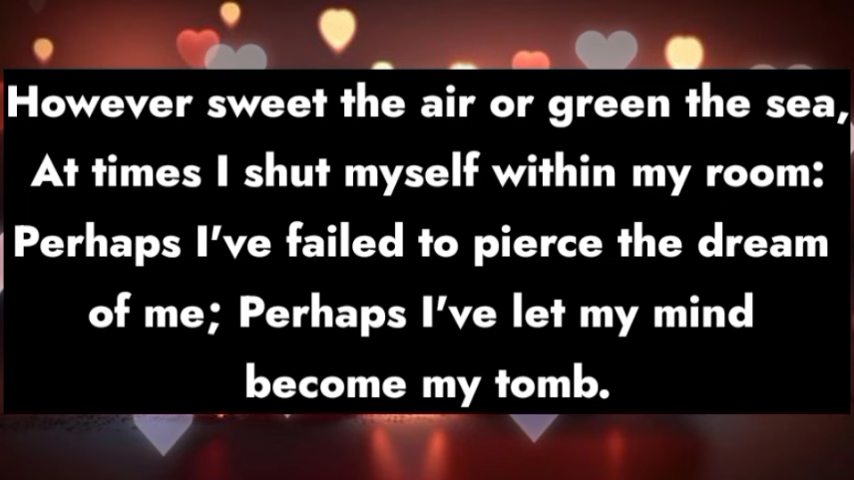 However sweet the air or green the sea,
At times I shut myself within my room:
Perhaps I've failed to pierce the dream
of me; Perhaps I've let my mind
become my tomb.